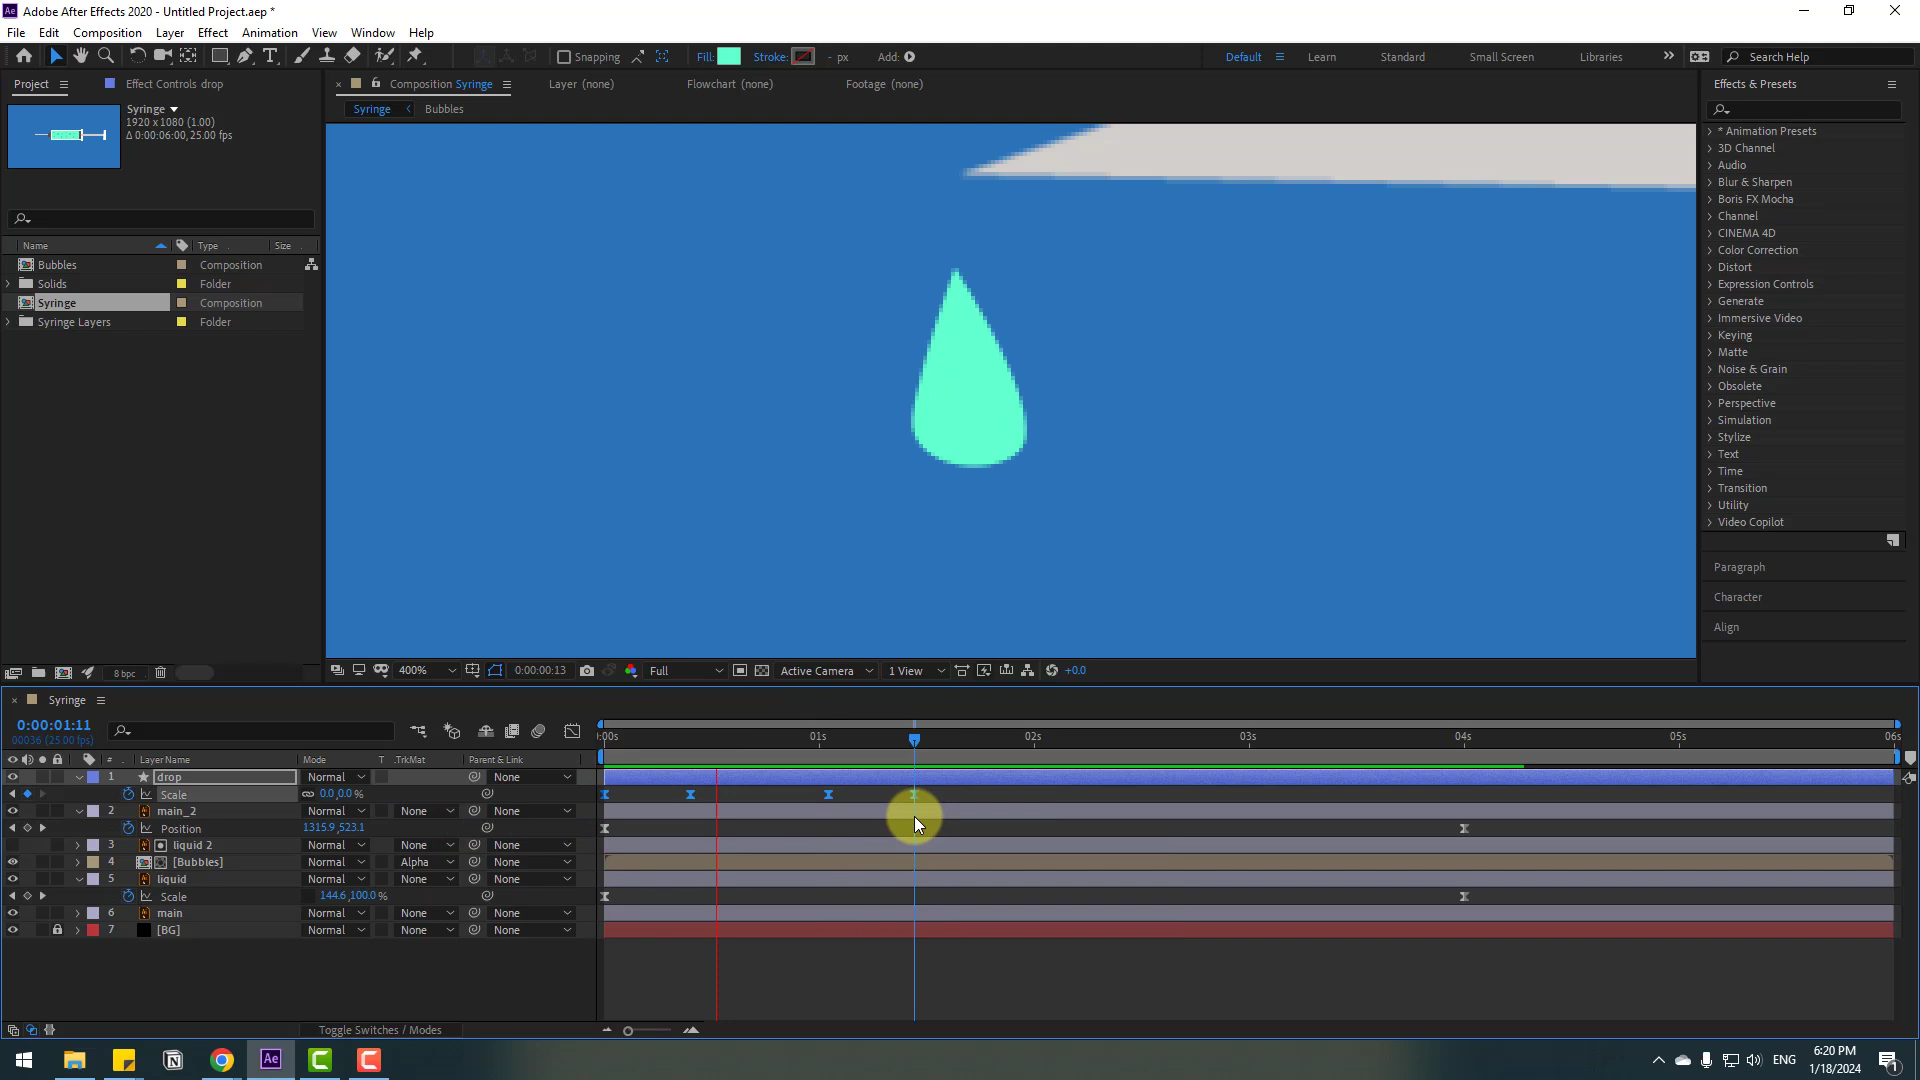 Adobe After Effects 2020 - Untitled Project.aep *
File Edit Composition Layer Effect Animation View Window Help
Snapping Fill: Stroke: - px Add: Default Learn Standard Small Screen Libraries Search Help
Project Effect Controls drop Composition Syringe Layer (none) Flowchart (none) Footage (none) Effects & Presets
Syringe
1920 x 1080 (1.00)
Δ 0:00:06:00, 25.00 fps
Syringe Bubbles
Name Type Size
Bubbles Composition
Solids Folder
Syringe Composition
Syringe Layers Folder
* Animation Presets
3D Channel
Audio
Blur & Sharpen
Boris FX Mocha
Channel
CINEMA 4D
Color Correction
Distort
Expression Controls
Generate
Immersive Video
Keying
Matte
Noise & Grain
Obsolete
Perspective
Simulation
Stylize
Text
Time
Transition
Utility
Video Copilot
Paragraph
Character
Align
8 bpc 400% 0:00:00:13 Full Active Camera 1 View +0.0
Syringe
0:00:01:11
00036 (25.00 fps)
:00s 01s 02s 03s 04s 05s 06s
# Layer Name Mode T .TrkMat Parent & Link
1 drop Normal None
Scale 0.0,0.0 %
2 main_2 Normal None None
Position 1315.9,523.1
3 liquid 2 Normal None None
4 [Bubbles] Normal Alpha None
5 liquid Normal None None
Scale 144.6,100.0 %
6 main Normal None None
7 [BG] Normal None None
Toggle Switches / Modes
Ae ENG 6:20 PM
1/18/2024 1